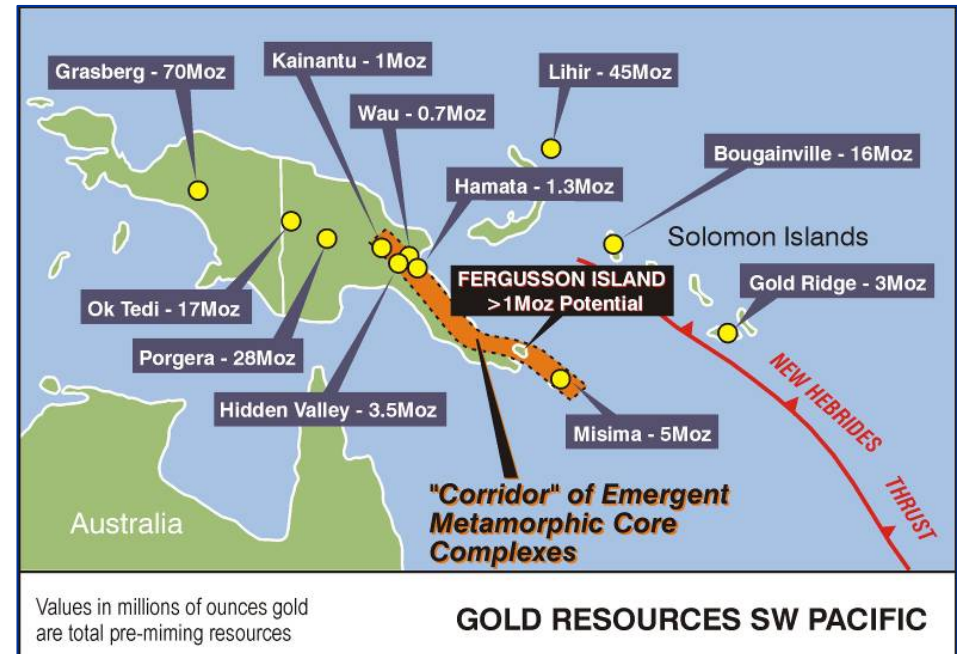 Grasberg - 70Moz
Kainantu - 1Moz
Lihir - 45Moz
Wau - 0.7Moz
Bougainville - 16Moz
Hamata - 1.3Moz
Solomon Islands
FERGUSSON ISLAND
>1Moz Potential
Gold Ridge - 3Moz
Ok Tedi - 17Moz
Porgera - 28Moz
Hidden Valley - 3.5Moz
Misima - 5Moz
NEW HEBRIDES
THRUST
"Corridor" of Emergent
Metamorphic Core
Complexes
Australia
Values in millions of ounces gold
are total pre-miming resources
GOLD RESOURCES SW PACIFIC